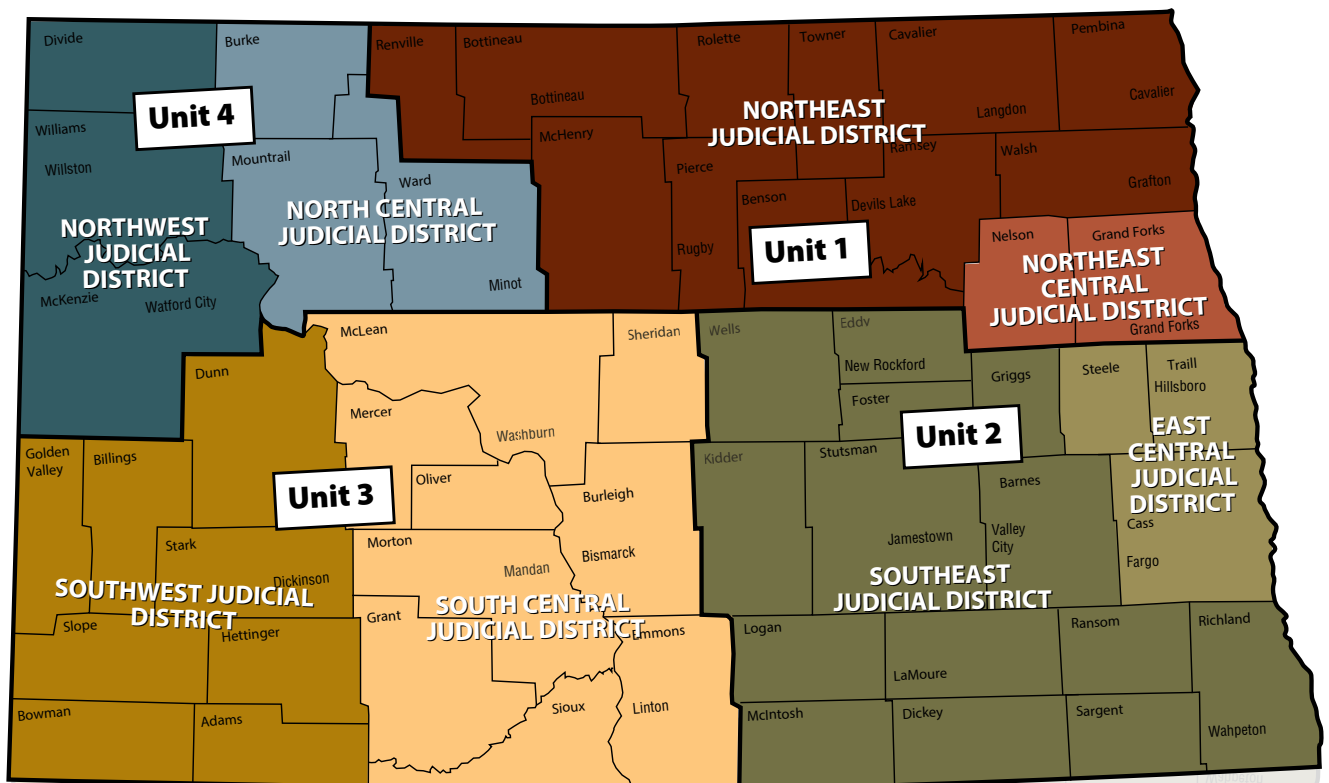 Divide
Burke
Renville
Bottineau
Rolette
Towner
Cavalier
Pembina
Unit 4
Bottineau
NORTHEAST
JUDICIAL DISTRICT
Langdon
Cavalier
Williams
Willston
Mountrail
McHenry
Pierce
Ramsey
Walsh
Ward
Benson
Devils Lake
Grafton
NORTHWEST
JUDICIAL
DISTRICT
NORTH CENTRAL
JUDICIAL DISTRICT
Rugby
Unit 1
Nelson
Grand Forks
NORTHEAST
CENTRAL
JUDICIAL DISTRICT
Grand Forks
McKenzie
Watford City
Minot
McLean
Sheridan
Wells
Eddy
New Rockford
Griggs
Steele
Traill
Hillsboro
Dunn
Mercer
Washburn
Foster
Unit 2
EAST
CENTRAL
JUDICIAL
DISTRICT
Golden
Valley
Billings
Unit 3
Oliver
Burleigh
Kidder
Stutsman
Barnes
Cass
Stark
Dickinson
Morton
Mandan
Bismarck
Jamestown
Valley
City
Fargo
SOUTHWEST JUDICIAL
DISTRICT
SOUTH CENTRAL
JUDICIAL DISTRICT
SOUTHEAST
JUDICIAL DISTRICT
Slope
Hettinger
Grant
Emmons
Logan
LaMoure
Ransom
Richland
Bowman
Adams
Sioux
Linton
McIntosh
Dickey
Sargent
Wahpeton